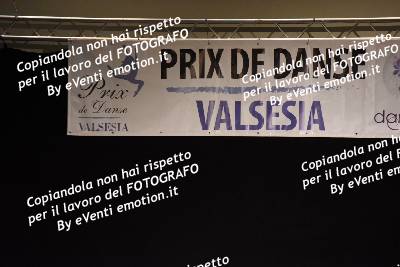 Copiandola non hai rispetto
per il lavoro del FOTOGRAFO
By eVenti emotion.it
PRIX DE DANSE
VALSESIA
Prix
de Danse
VALSESIA
Copiandola non hai rispetto
per il lavoro del FOTOGRAFO
By eVenti emotion.it
dan
Copiandola non hai rispetto
per il lavoro del FOTOGRAFO
By eVenti emotion.it
Copiandola non h
per il lavoro del FOT
By eVenti emotion.it
rispetto